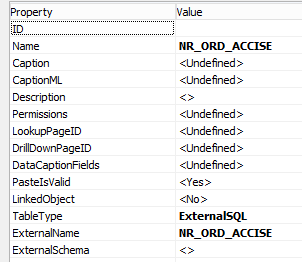 Property Value
ID
Name NR_ORD_ACCISE
Caption <Undefined>
CaptionML <Undefined>
Description <>
Permissions <Undefined>
LookupPageID <Undefined>
DrillDownPageID <Undefined>
DataCaptionFields <Undefined>
PasteIsValid <Yes>
LinkedObject <No>
TableType ExternalSQL
ExternalName NR_ORD_ACCISE
ExternalSchema <>